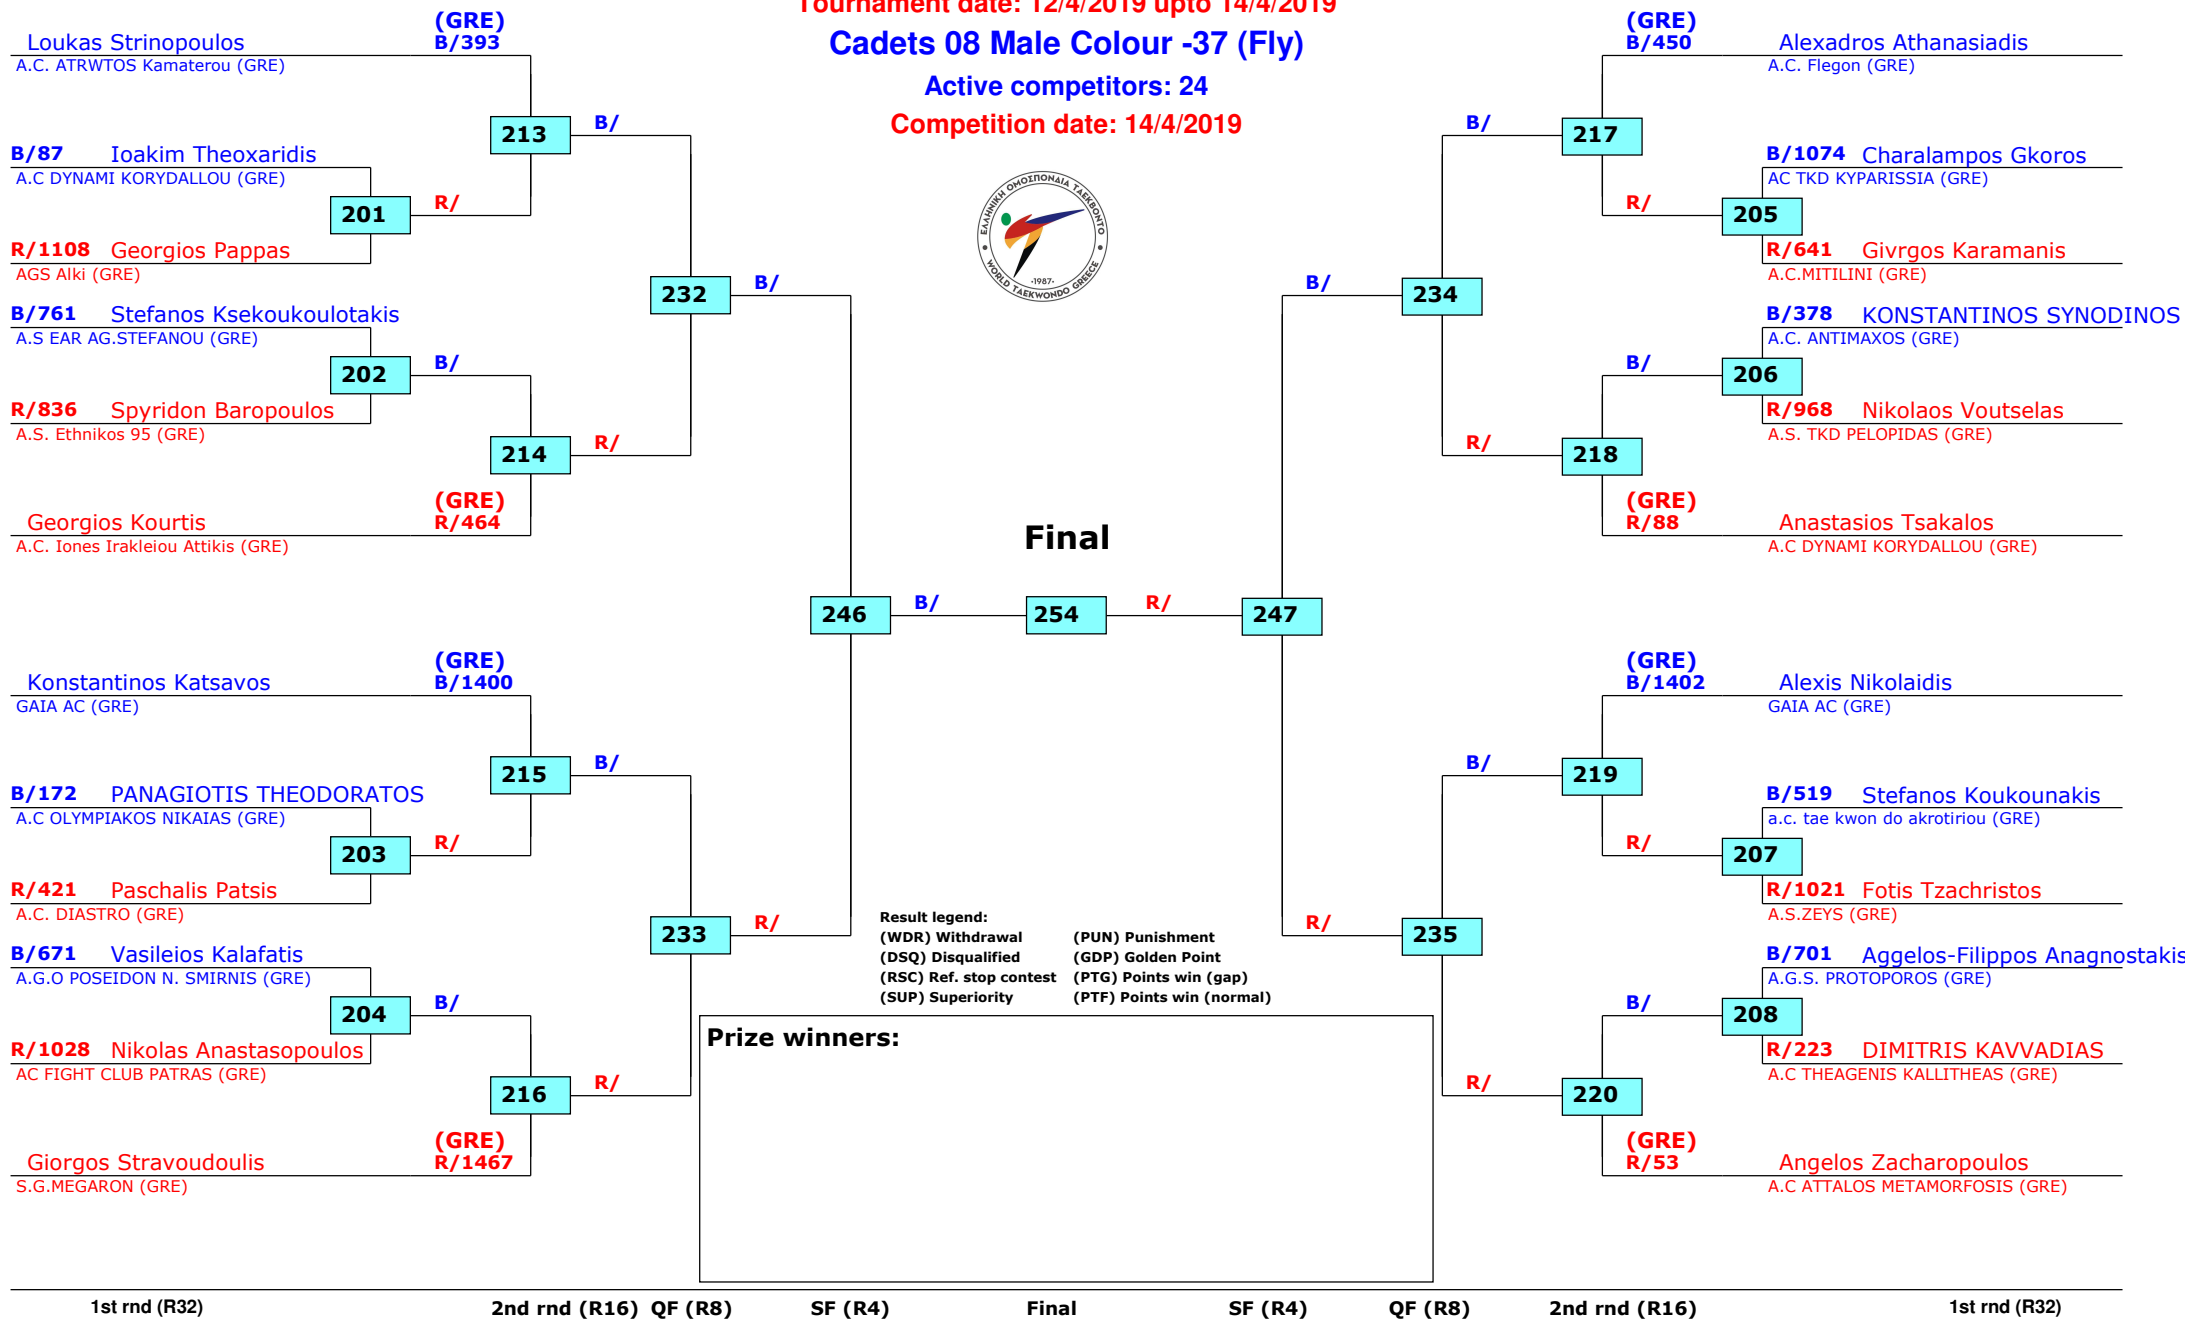 Tournament date: 12/4/2019 upto 14/4/2019
Cadets 08 Male Colour -37 (Fly)
Active competitors: 24
Competition date: 14/4/2019
ΕΛΛΗΝΙΚΗ ΟΜΟΣΠΟΝΔΙΑ ΤΑΕΚΒΟΝΤΟ
·1987·
WORLD TAEKWONDO GREECE
(GRE)
Loukas Strinopoulos B/393
A.C. ATRWTOS Kamaterou (GRE)
213 B/
B/87 Ioakim Theoxaridis
A.C DYNAMI KORYDALLOU (GRE)
201 R/
R/1108 Georgios Pappas
AGS Alki (GRE)
232 B/
B/761 Stefanos Ksekoukoulotakis
A.S EAR AG.STEFANOU (GRE)
202 B/
R/836 Spyridon Baropoulos
A.S. Ethnikos 95 (GRE)
214 R/
(GRE)
Georgios Kourtis R/464
A.C. Iones Irakleiou Attikis (GRE)
246 B/
(GRE)
Konstantinos Katsavos B/1400
GAIA AC (GRE)
215 B/
B/172 PANAGIOTIS THEODORATOS
A.C OLYMPIAKOS NIKAIAS (GRE)
203 R/
R/421 Paschalis Patsis
A.C. DIASTRO (GRE)
233 R/
B/671 Vasileios Kalafatis
A.G.O POSEIDON N. SMIRNIS (GRE)
204 B/
R/1028 Nikolas Anastasopoulos
AC FIGHT CLUB PATRAS (GRE)
216 R/
(GRE)
Giorgos Stravoudoulis R/1467
S.G.MEGARON (GRE)
Final
254
(GRE)
B/450 Alexadros Athanasiadis
A.C. Flegon (GRE)
B/ 217
B/1074 Charalampos Gkoros
AC TKD KYPARISSIA (GRE)
R/ 205
R/641 Givrgos Karamanis
A.C.MITILINI (GRE)
B/ 234
B/378 KONSTANTINOS SYNODINOS
A.C. ANTIMAXOS (GRE)
B/ 206
R/968 Nikolaos Voutselas
A.S. TKD PELOPIDAS (GRE)
R/ 218
(GRE)
R/88 Anastasios Tsakalos
A.C DYNAMI KORYDALLOU (GRE)
R/ 247
(GRE)
B/1402 Alexis Nikolaidis
GAIA AC (GRE)
B/ 219
B/519 Stefanos Koukounakis
a.c. tae kwon do akrotiriou (GRE)
R/ 207
R/1021 Fotis Tzachristos
A.S.ZEYS (GRE)
R/ 235
B/701 Aggelos-Filippos Anagnostakis
A.G.S. PROTOPOROS (GRE)
B/ 208
R/223 DIMITRIS KAVVADIAS
A.C THEAGENIS KALLITHEAS (GRE)
R/ 220
(GRE)
R/53 Angelos Zacharopoulos
A.C ATTALOS METAMORFOSIS (GRE)
Result legend:
(WDR) Withdrawal (PUN) Punishment
(DSQ) Disqualified (GDP) Golden Point
(RSC) Ref. stop contest (PTG) Points win (gap)
(SUP) Superiority (PTF) Points win (normal)
Prize winners:
1st rnd (R32) 2nd rnd (R16) QF (R8) SF (R4) Final SF (R4) QF (R8) 2nd rnd (R16) 1st rnd (R32)